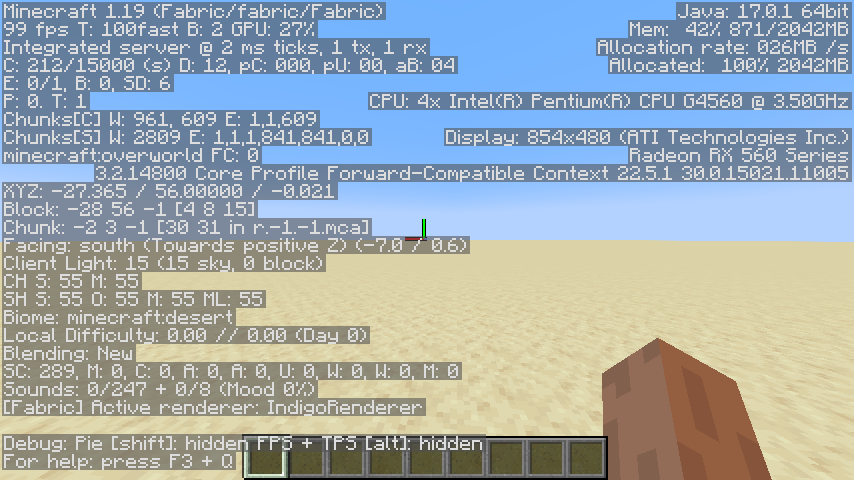 Minecraft 1.19 (Fabric/fabric/Fabric)
99 fps T: 100fast B: 2 GPU: 27%
Integrated server @ 2 ms ticks, 1 tx, 1 rx
C: 212/15000 (s) D: 12, pC: 000, pU: 00, aB: 04
E: 0/1, B: 0, SD: 6
P: 0. T: 1
Chunks[C] W: 961, 609 E: 1,1,609
Chunks[S] W: 2809 E: 1,1,1,841,841,0,0
minecraft:overworld FC: 0
XYZ: -27.365 / 56.00000 / -0.021
Block: -28 56 -1 [4 8 15]
Chunk: -2 3 -1 [30 31 in r.-1.-1.mca]
Facing: south (Towards positive Z) (-7.0 / 0.6)
Client Light: 15 (15 sky, 0 block)
CH S: 55 M: 55
SH S: 55 O: 55 M: 55 ML: 55
Biome: minecraft:desert
Local Difficulty: 0.00 // 0.00 (Day 0)
Blending: New
SC: 289, M: 0, C: 0, A: 0, A: 0, U: 0, W: 0, W: 0, M: 0
Sounds: 0/247 + 0/8 (Mood 0%)
[Fabric] Active renderer: IndigoRenderer
Debug: Pie [shift]: hidden FPS + TPS [alt]: hidden
For help: press F3 + Q
Java: 17.0.1 64bit
Mem: 42% 871/2042MB
Allocation rate: 026MB /s
Allocated: 100% 2042MB
CPU: 4x Intel(R) Pentium(R) CPU G4560 @ 3.50GHz
Display: 854x480 (ATI Technologies Inc.)
Radeon RX 560 Series
3.2.14800 Core Profile Forward-Compatible Context 22.5.1 30.0.15021.11005